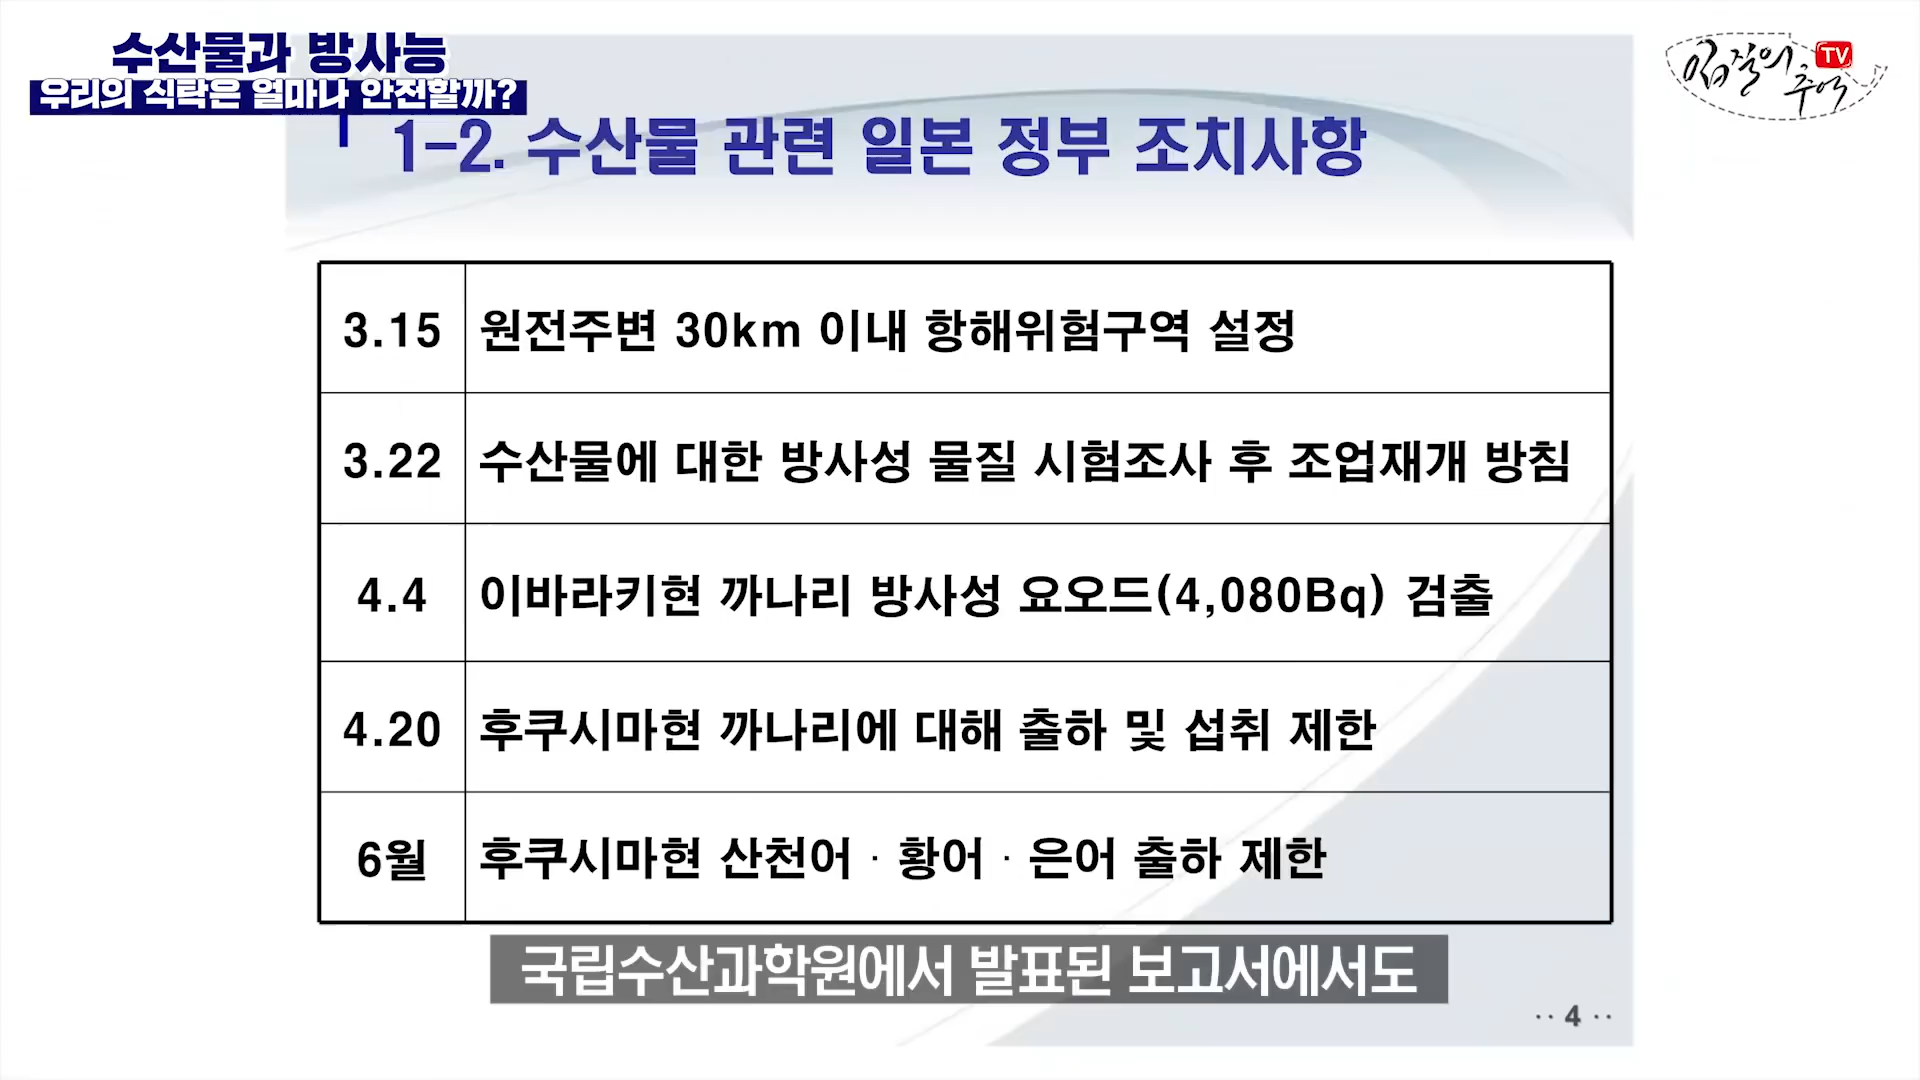 수산물과 방사능
우리의 식탁은 얼마나 안전할까?
입질의 추억 TV
1-2. 수산물 관련 일본 정부 조치사항
3.15 원전주변 30km 이내 항해위험구역 설정
3.22 수산물에 대한 방사성 물질 시험조사 후 조업재개 방침
4.4 이바라키현 까나리 방사성 요오드(4,080Bq) 검출
4.20 후쿠시마현 까나리에 대해 출하 및 섭취 제한
6월 후쿠시마현 산천어·황어·은어 출하 제한
국립수산과학원에서 발표된 보고서에서도
·· 4 ··